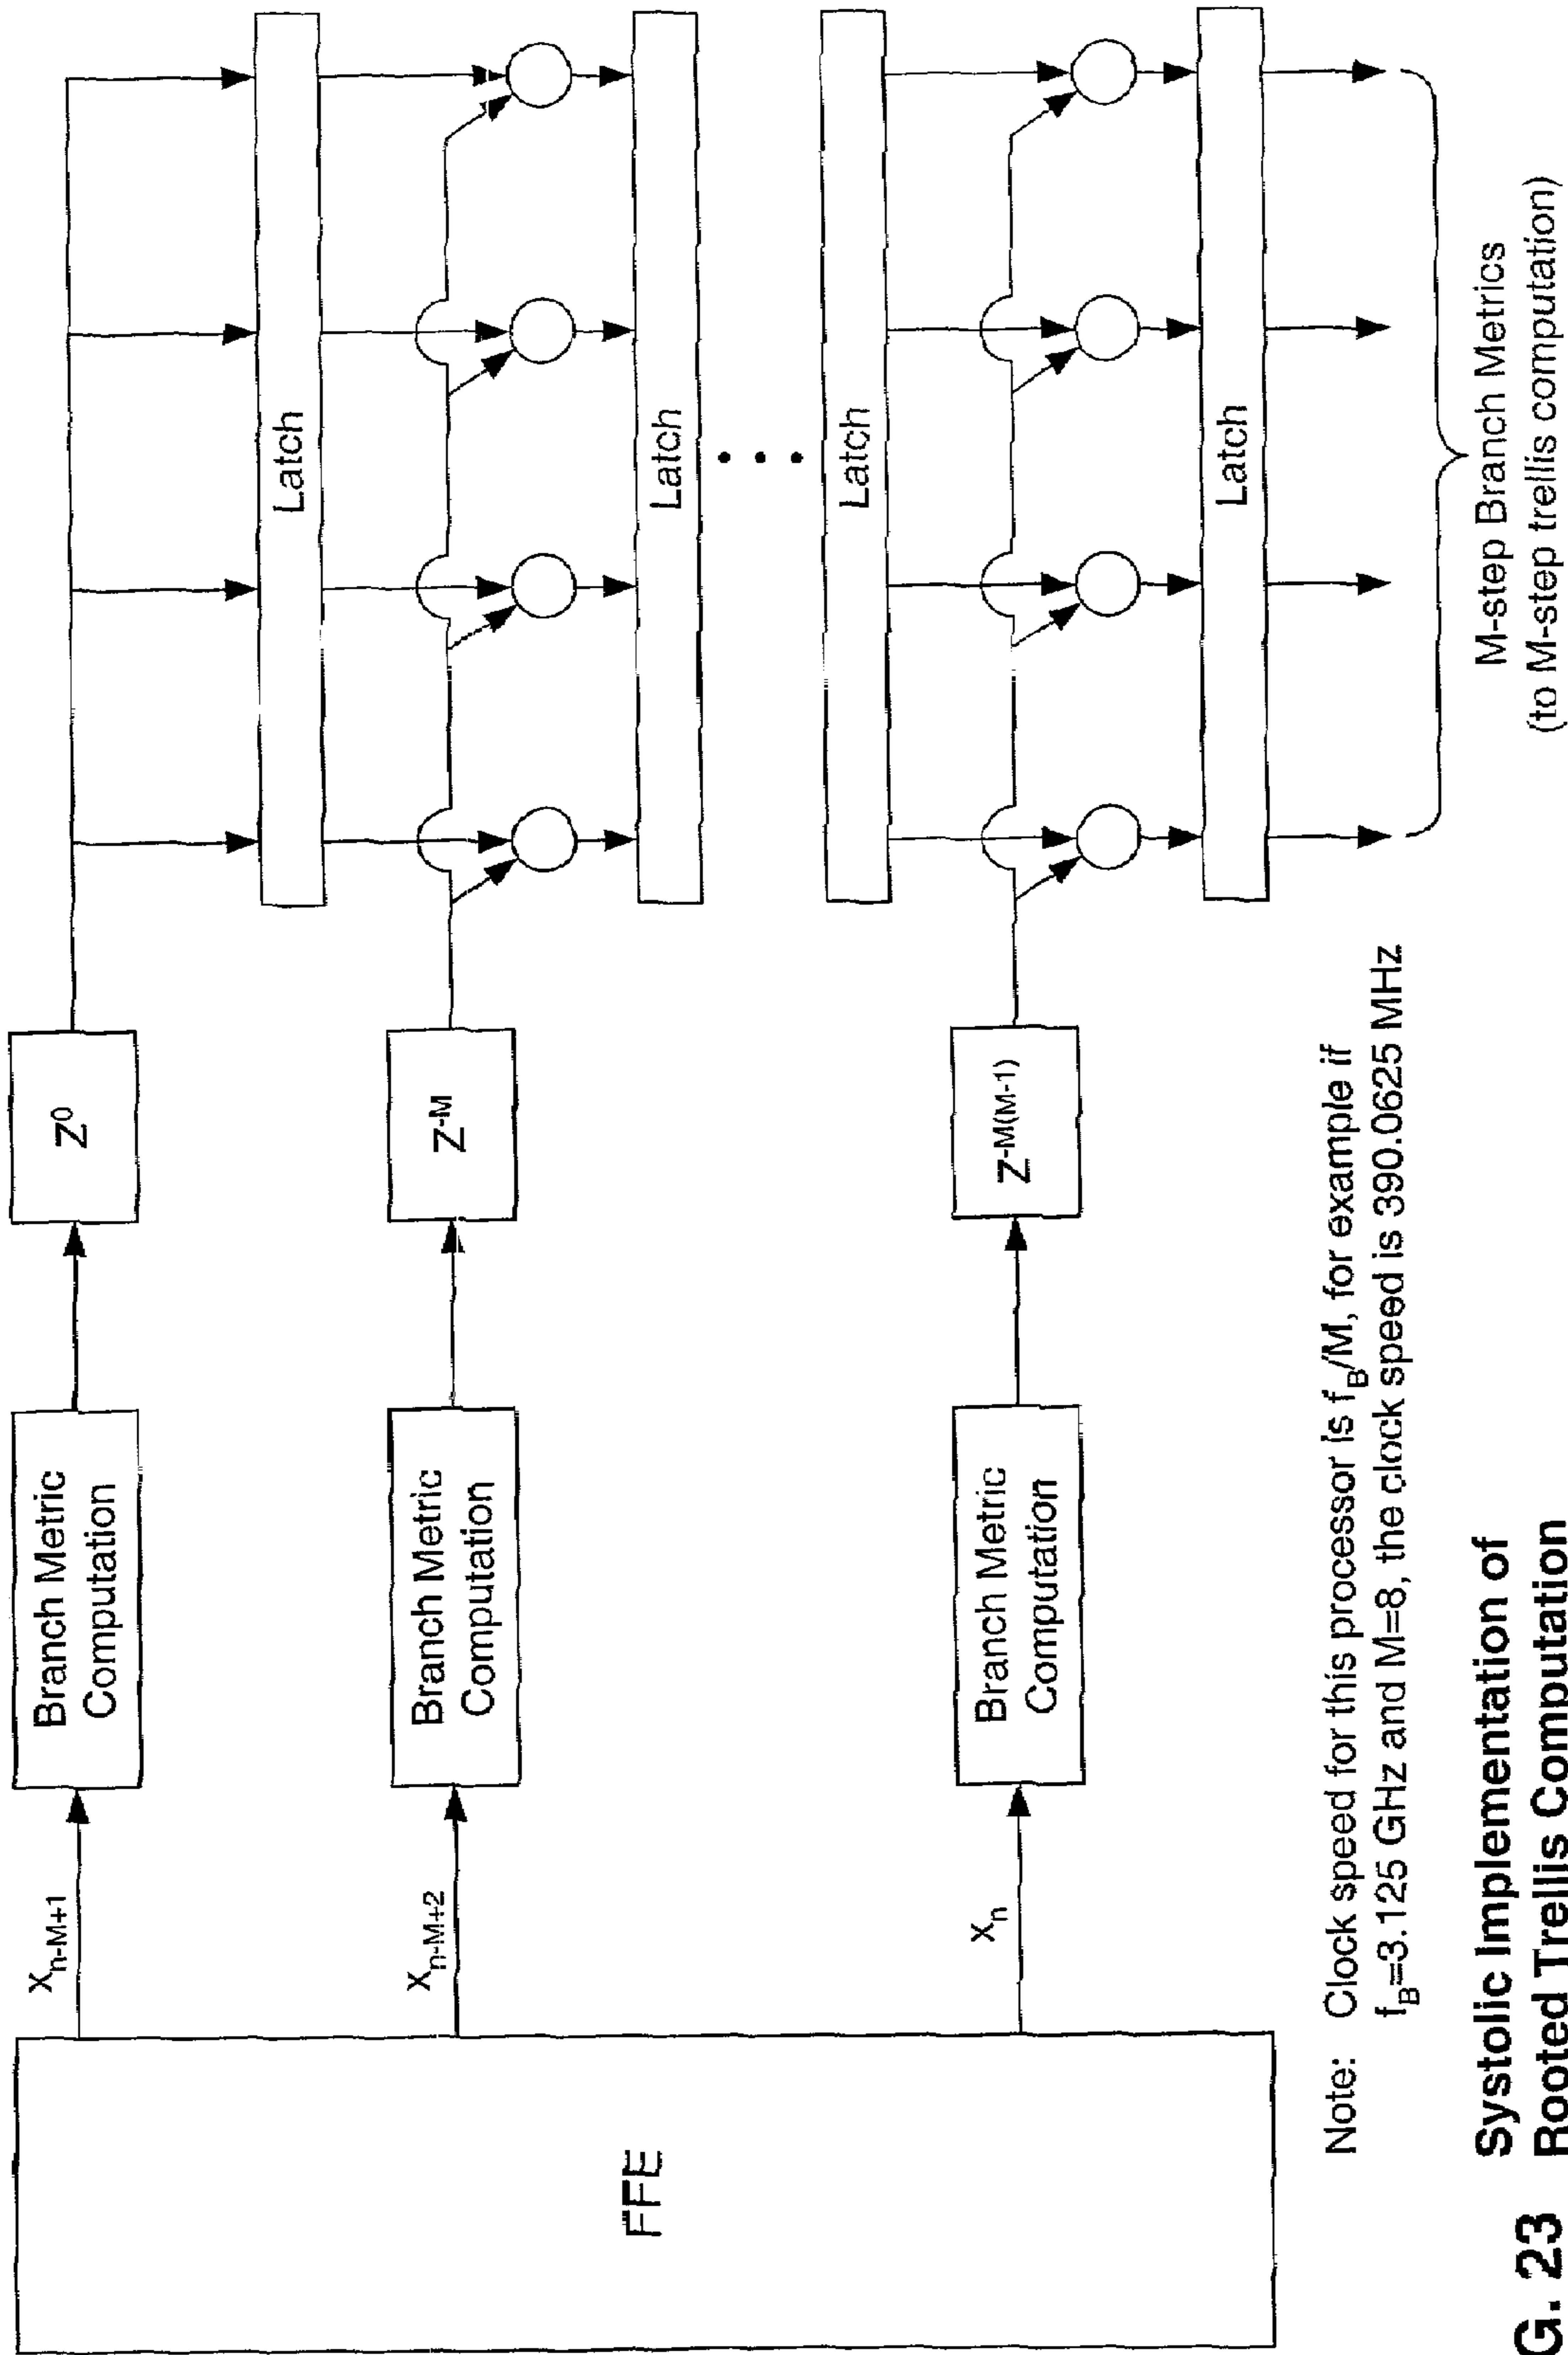 FFE
X_{n-M+1}
Branch Metric
Computation
Z^0
X_{n-M+2}
Branch Metric
Computation
Z^{-M}
X_n
Branch Metric
Computation
Z^{-M(M-1)}
Latch
Latch
Latch
Latch
M-step Branch Metrics
(to M-step trellis computation)
Note: Clock speed for this processor is f_B/M, for example if
f_B=3.125 GHz and M=8, the clock speed is 390.0625 MHz
G. 23 Systolic Implementation of
Rooted Trellis Computation